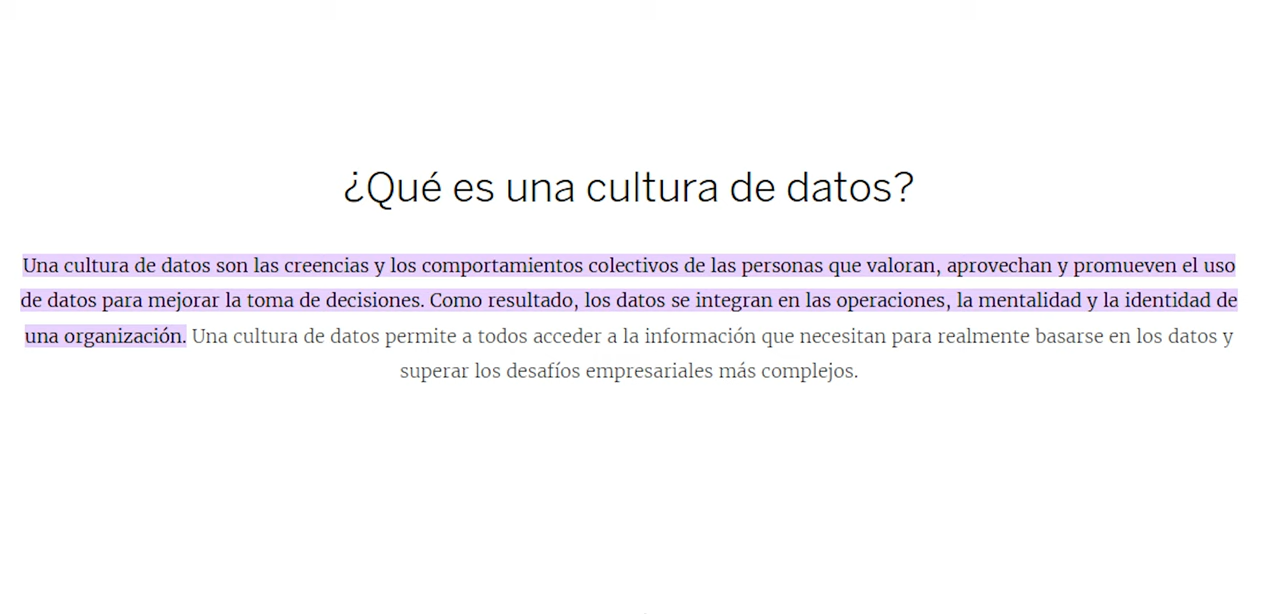 ¿Qué es una cultura de datos?
Una cultura de datos son las creencias y los comportamientos colectivos de las personas que valoran, aprovechan y promueven el uso
de datos para mejorar la toma de decisiones. Como resultado, los datos se integran en las operaciones, la mentalidad y la identidad de
una organización. Una cultura de datos permite a todos acceder a la información que necesitan para realmente basarse en los datos y
superar los desafíos empresariales más complejos.